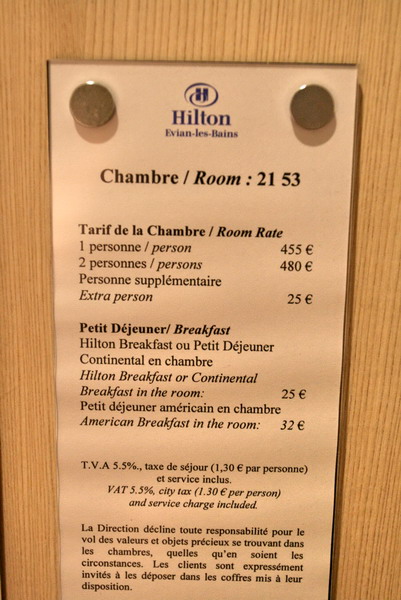 Hilton
Evian-les-Bains
Chambre / Room : 21 53
Tarif de la Chambre / Room Rate
1 personne / person 455 €
2 personnes / persons 480 €
Personne supplémentaire
Extra person 25 €
Petit Déjeuner/ Breakfast
Hilton Breakfast ou Petit Déjeuner
Continental en chambre
Hilton Breakfast or Continental
Breakfast in the room: 25 €
Petit déjeuner américain en chambre
American Breakfast in the room: 32 €
T.V.A 5.5%., taxe de séjour (1,30 € par personne)
et service inclus.
VAT 5.5%, city tax (1.30 € per person)
and service charge included.
La Direction décline toute responsabilité pour le
vol des valeurs et objets précieux se trouvant dans
les chambres, quelles qu'en soient les
circonstances. Les clients sont expressément
invités à les déposer dans les coffres mis à leur
disposition.